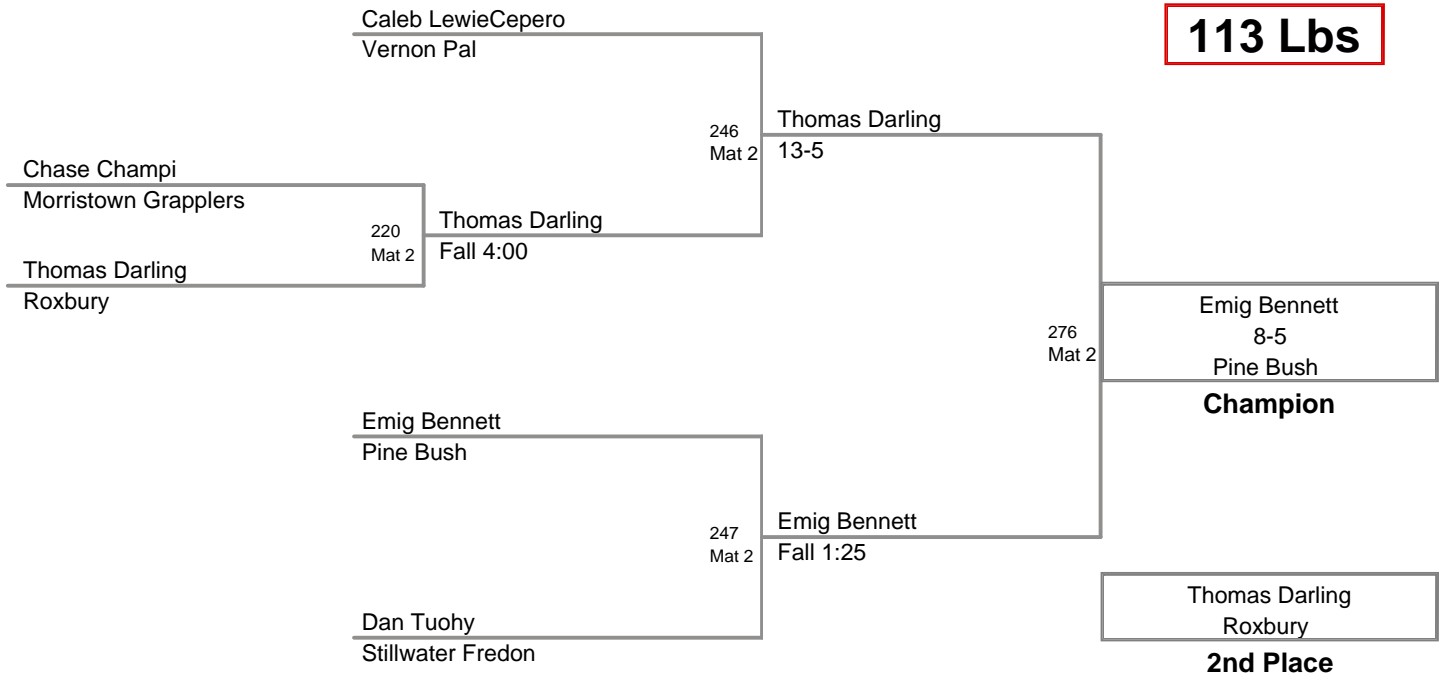 Caleb LewieCepero
Vernon Pal
113 Lbs
246
Mat 2
Thomas Darling
13-5
Chase Champi
Morristown Grapplers
220
Mat 2
Thomas Darling
Fall 4:00
Thomas Darling
Roxbury
276
Mat 2
Emig Bennett
8-5
Pine Bush
Champion
Emig Bennett
Pine Bush
247
Mat 2
Emig Bennett
Fall 1:25
Dan Tuohy
Stillwater Fredon
Thomas Darling
Roxbury
2nd Place